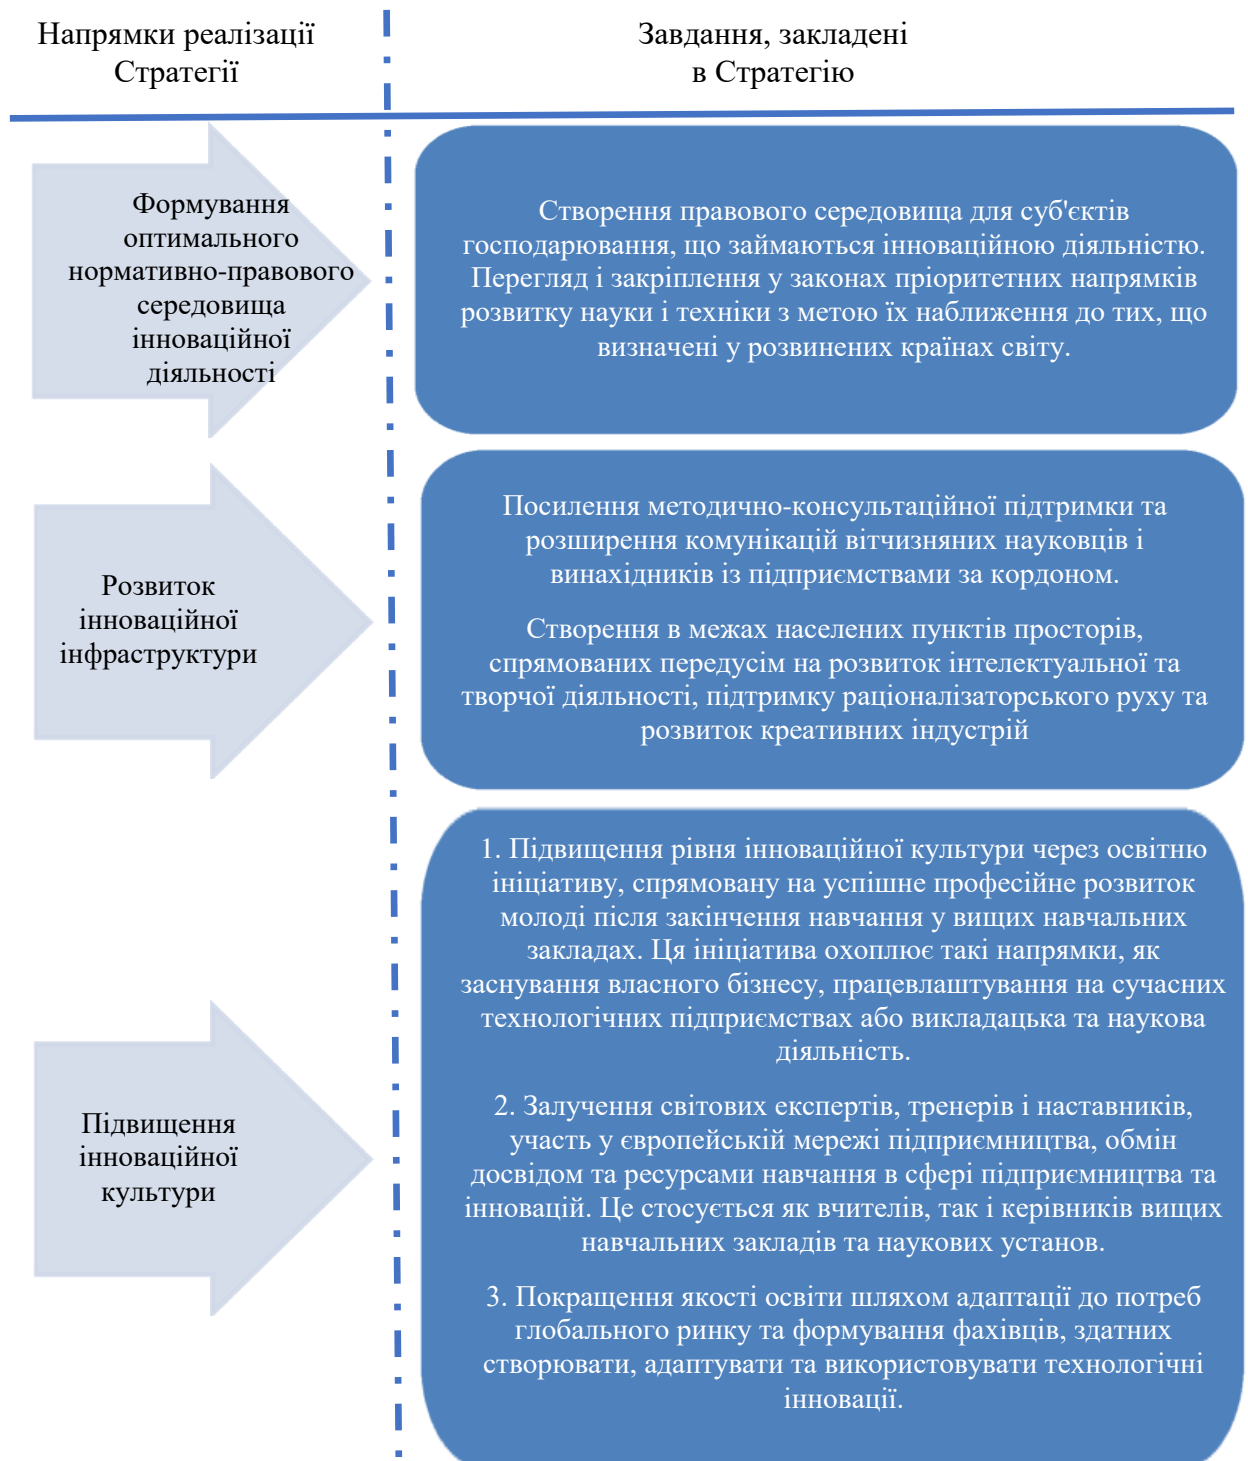 Напрямки реалізації
Стратегії
Завдання, закладені
в Стратегію
Формування
оптимального
нормативно-правового
середовища
інноваційної
діяльності
Створення правового середовища для суб'єктів
господарювання, що займаються інноваційною діяльністю.
Перегляд і закріплення у законах пріоритетних напрямків
розвитку науки і техніки з метою їх наближення до тих, що
визначені у розвинених країнах світу.
Розвиток
інноваційної
інфраструктури
Посилення методично-консультаційної підтримки та
розширення комунікацій вітчизняних науковців і
винахідників із підприємствами за кордоном.
Створення в межах населених пунктів просторів,
спрямованих передусім на розвиток інтелектуальної та
творчої діяльності, підтримку раціоналізаторського руху та
розвиток креативних індустрій
Підвищення
інноваційної
культури
1. Підвищення рівня інноваційної культури через освітню
ініціативу, спрямовану на успішне професійне розвиток
молоді після закінчення навчання у вищих навчальних
закладах. Ця ініціатива охоплює такі напрямки, як
заснування власного бізнесу, працевлаштування на сучасних
технологічних підприємствах або викладацька та наукова
діяльність.
2. Залучення світових експертів, тренерів і наставників,
участь у європейській мережі підприємництва, обмін
досвідом та ресурсами навчання в сфері підприємництва та
інновацій. Це стосується як вчителів, так і керівників вищих
навчальних закладів та наукових установ.
3. Покращення якості освіти шляхом адаптації до потреб
глобального ринку та формування фахівців, здатних
створювати, адаптувати та використовувати технологічні
інновації.